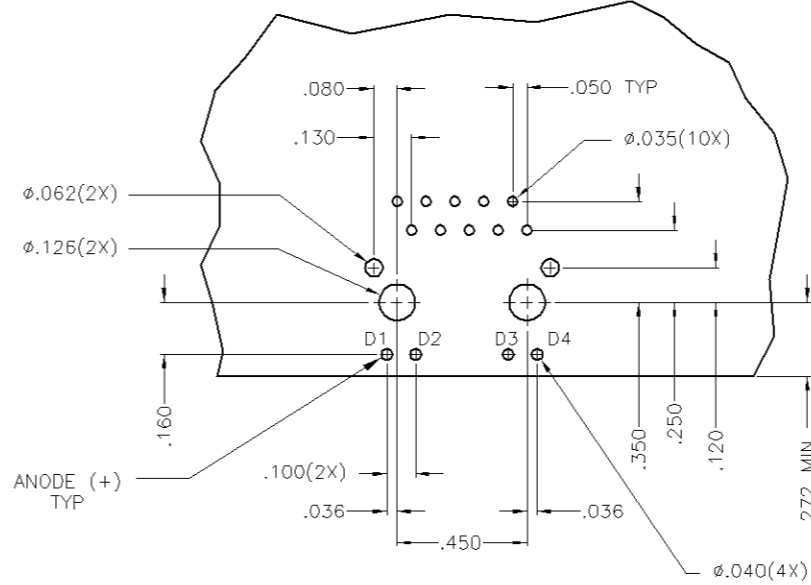 .080
.050 TYP
.130
ø.035(10X)
ø.062(2X)
ø.126(2X)
D1 D2 D3 D4
.160
.350
.250
.120
.272 MIN
ANODE (+)
TYP
.100(2X)
.036
.036
.450
ø.040(4X)